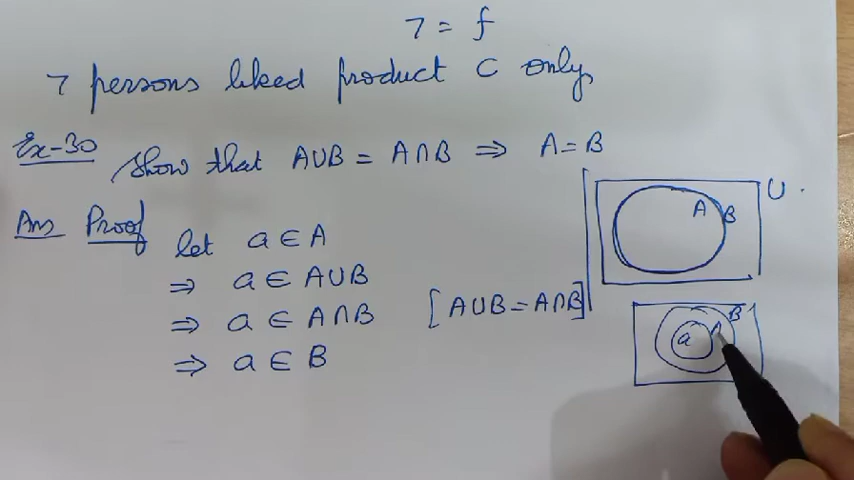 7 = f
7 persons liked product C only,
Ex-30 Show that A∪B = A∩B ⇒ A = B
Ans Proof
let a ∈ A
⇒ a ∈ A∪B
⇒ a ∈ A∩B [A∪B = A∩B]
⇒ a ∈ B
A B U
a A B